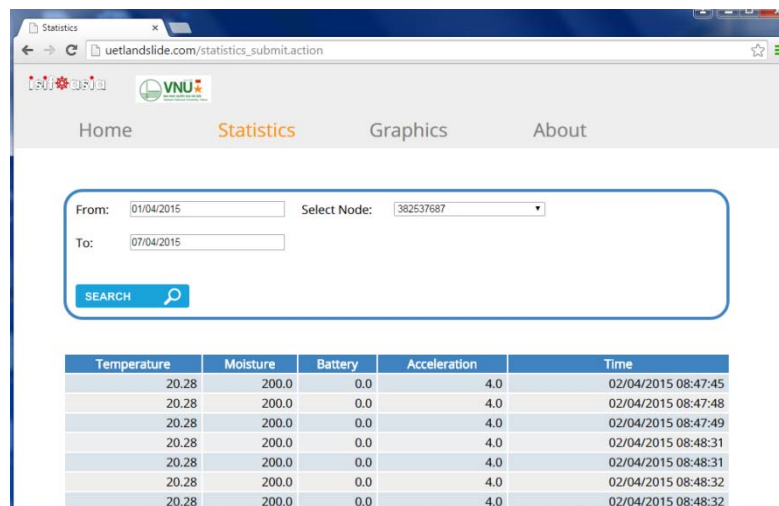 Statistics
uetlandslide.com/statistics_submit.action
isif asia
VNU
Home Statistics Graphics About
From: 01/04/2015 Select Node: 382537687
To: 07/04/2015
SEARCH
Temperature Moisture Battery Acceleration Time
20.28 200.0 0.0 4.0 02/04/2015 08:47:45
20.28 200.0 0.0 4.0 02/04/2015 08:47:48
20.28 200.0 0.0 4.0 02/04/2015 08:47:49
20.28 200.0 0.0 4.0 02/04/2015 08:48:31
20.28 200.0 0.0 4.0 02/04/2015 08:48:31
20.28 200.0 0.0 4.0 02/04/2015 08:48:32
20.28 200.0 0.0 4.0 02/04/2015 08:48:32